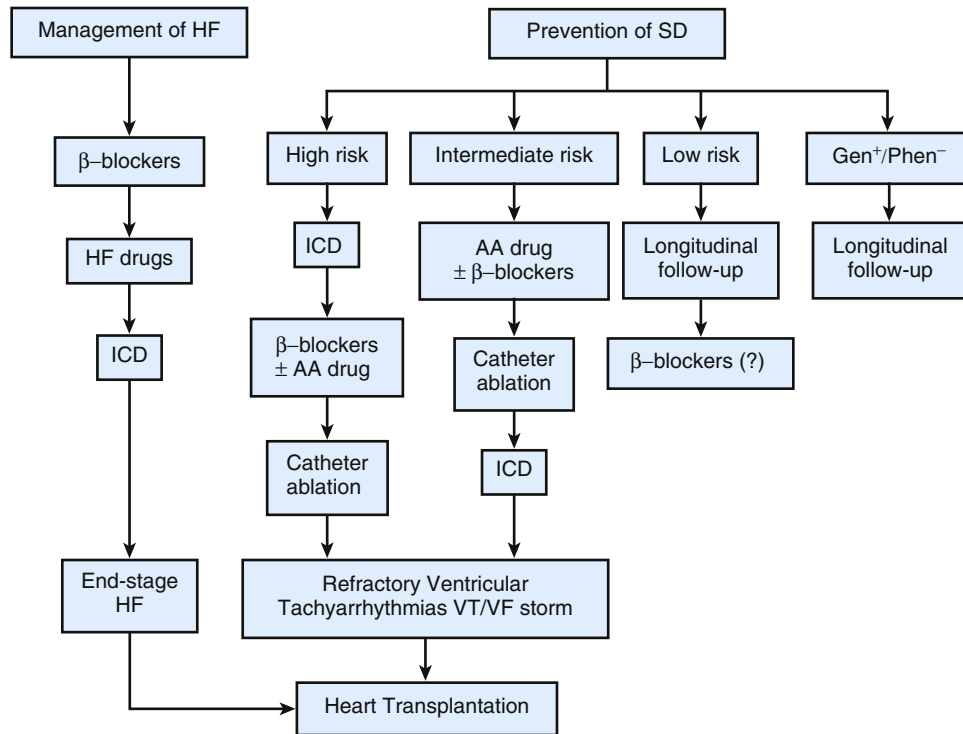 Management of HF
β–blockers
HF drugs
ICD
End-stage
HF
Prevention of SD
High risk
ICD
β–blockers
± AA drug
Catheter
ablation
Intermediate risk
AA drug
± β–blockers
Catheter
ablation
ICD
Low risk
Longitudinal
follow-up
β–blockers (?)
Gen⁺/Phen⁻
Longitudinal
follow-up
Refractory Ventricular
Tachyarrhythmias VT/VF storm
Heart Transplantation